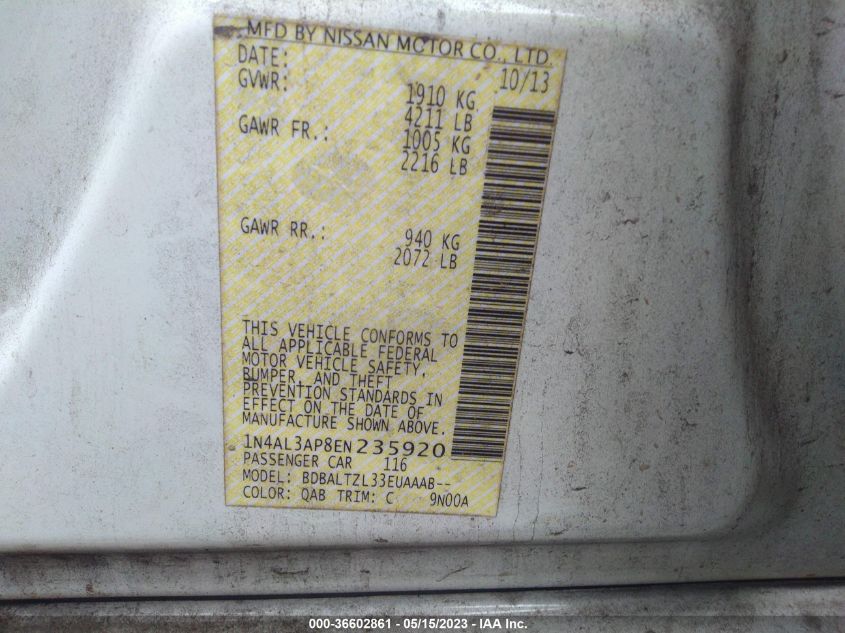 MFD BY NISSAN MOTOR CO., LTD.
DATE: 10/13
GVWR: 1910 KG
4211 LB
GAWR FR.: 1005 KG
2216 LB
GAWR RR.: 940 KG
2072 LB
THIS VEHICLE CONFORMS TO
ALL APPLICABLE FEDERAL
MOTOR VEHICLE SAFETY,
BUMPER, AND THEFT
PREVENTION STANDARDS IN
EFFECT ON THE DATE OF
MANUFACTURE SHOWN ABOVE.
1N4AL3AP8EN235920
PASSENGER CAR 116
MODEL: BDBALTZL33EUAAAB--
COLOR: QAB TRIM: C 9N00A
000-36602861 - 05/15/2023 - IAA Inc.